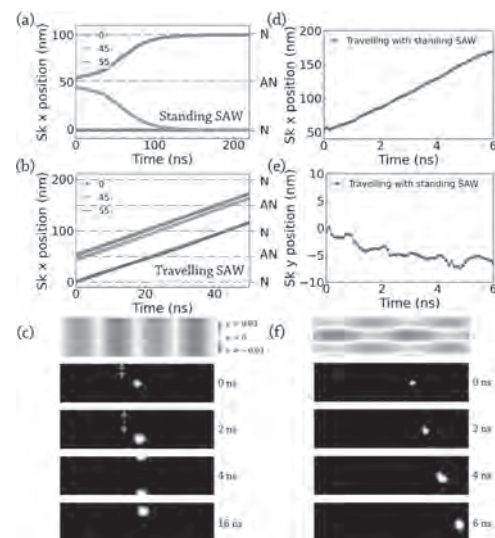 (a)
Sk x position (nm)
100
50
0
0
45
55
N
AN
N
Standing SAW
0
100
200
Time (ns)
(b)
Sk x position (nm)
200
100
0
0
45
55
N
AN
N
AN
N
Travelling SAW
0
20
40
Time (ns)
(c)
0 ns
2 ns
4 ns
16 ns
(d)
Sk x position (nm)
200
150
100
50
Travelling with standing SAW
0
2
4
6
Time (ns)
(e)
Sk y position (nm)
10
5
0
−5
−10
Travelling with standing SAW
0
2
4
6
Time (ns)
(f)
0 ns
2 ns
4 ns
6 ns